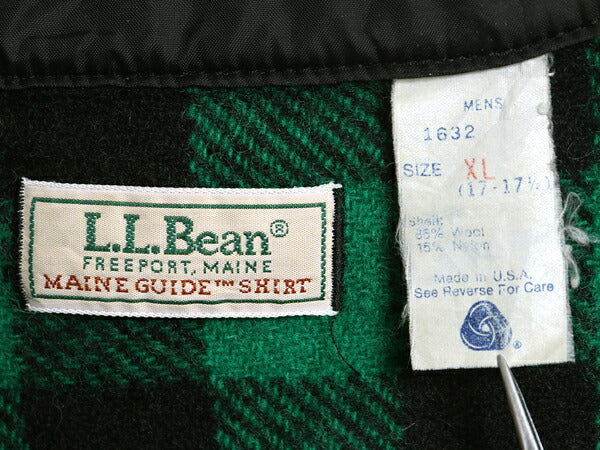 L.L.Bean®
FREEPORT, MAINE
MAINE GUIDE™ SHIRT
MENS
1632
SIZE XL
(17-17½)
Shell:
85% Wool
15% Nylon
Made in U.S.A.
See Reverse For Care
®